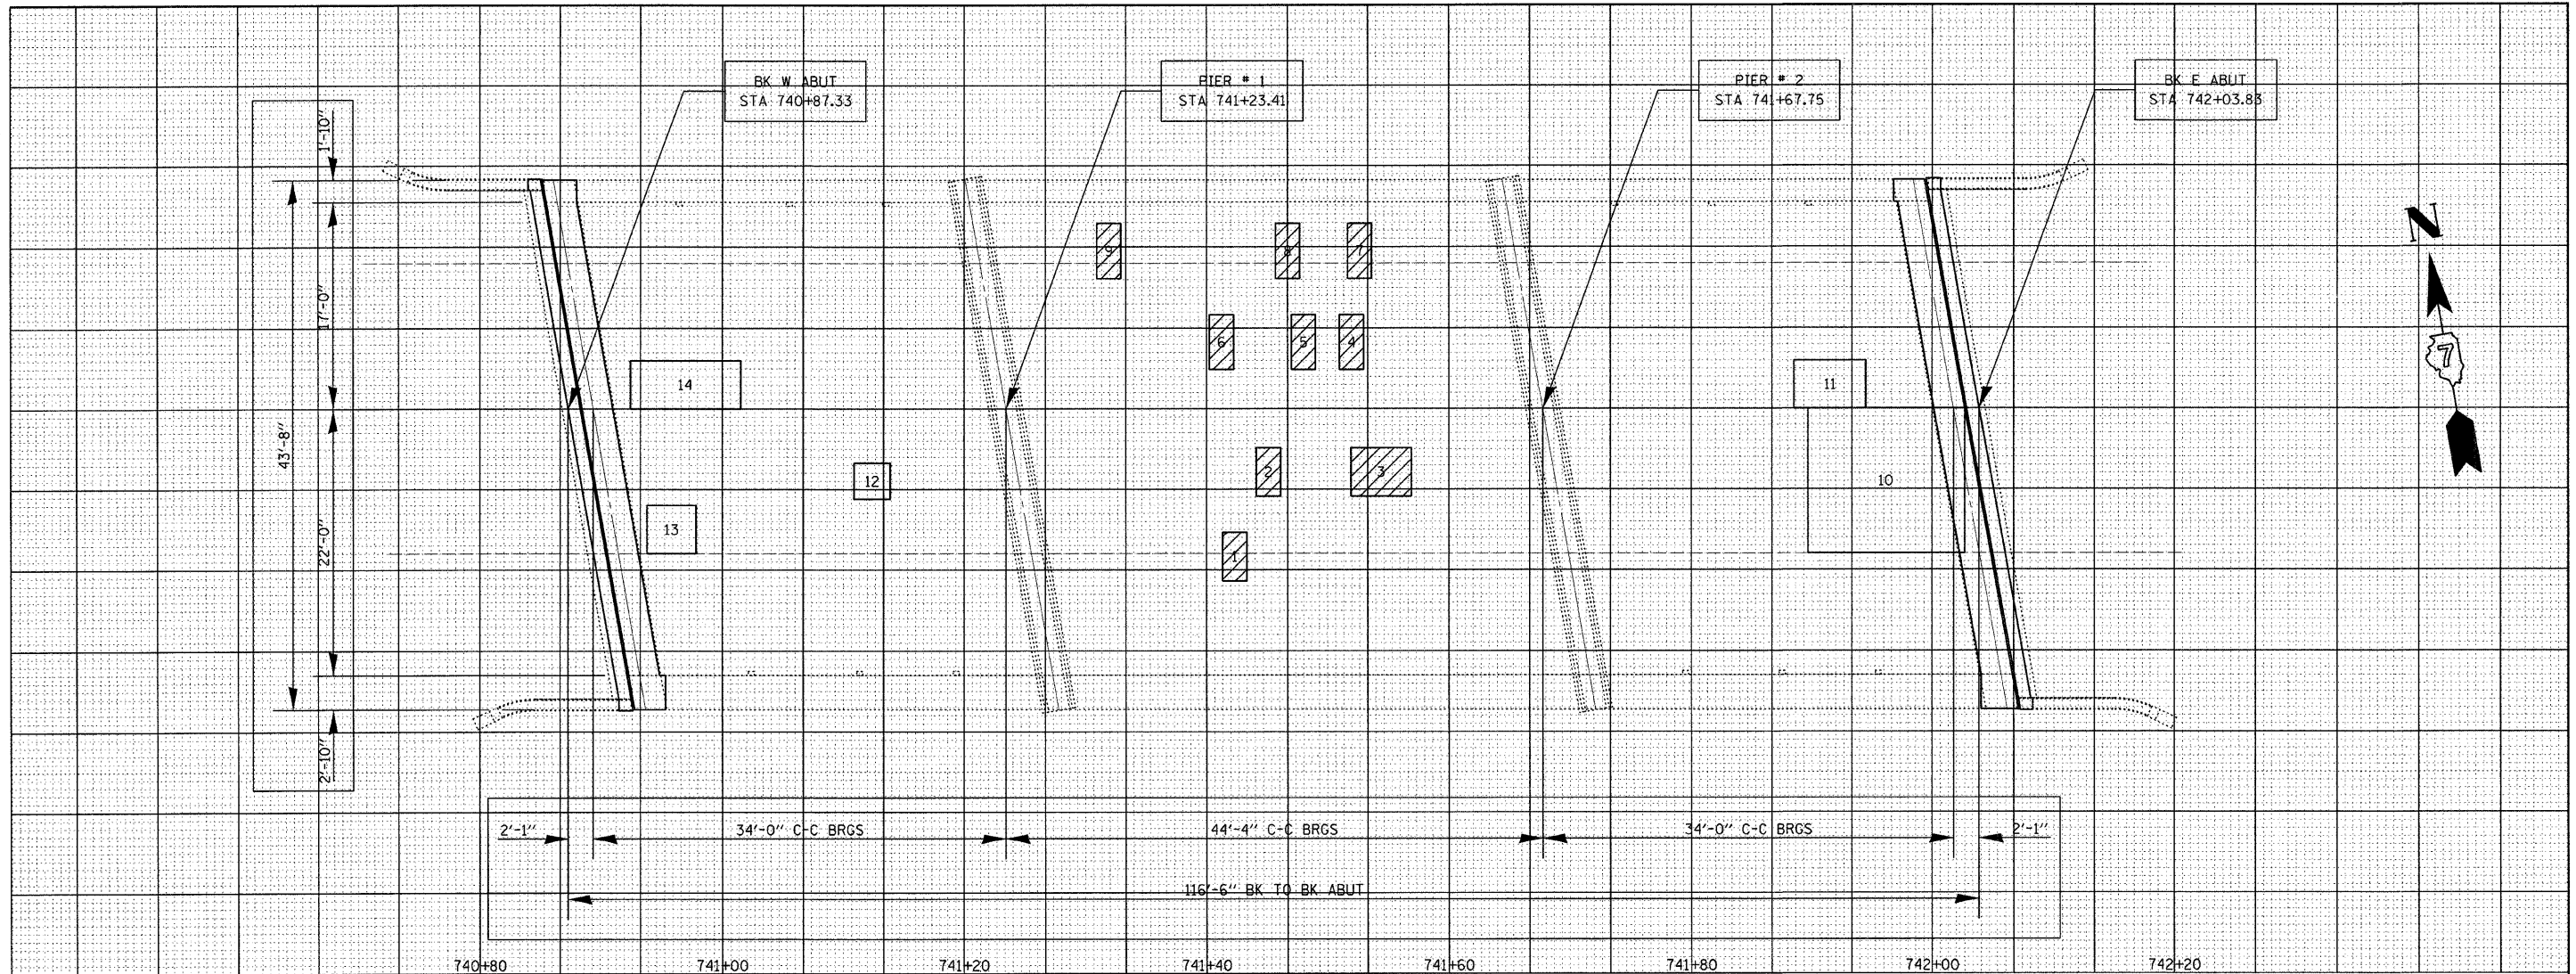 BK W ABUT
STA 740+87.33
PIER # 1
STA 741+23.41
PIER # 2
STA 741+67.75
BK E ABUT
STA 742+03.83
1'-10"
17'-0"
43'-8"
22'-0"
2'-10"
N
7
9
8
7
6
5
4
14
11
12
2
3
10
13
1
2'-1"
34'-0" C-C BRGS
44'-4" C-C BRGS
34'-0" C-C BRGS
2'-1"
116'-6" BK TO BK ABUT
740+80
741+00
741+20
741+40
741+60
741+80
742+00
742+20